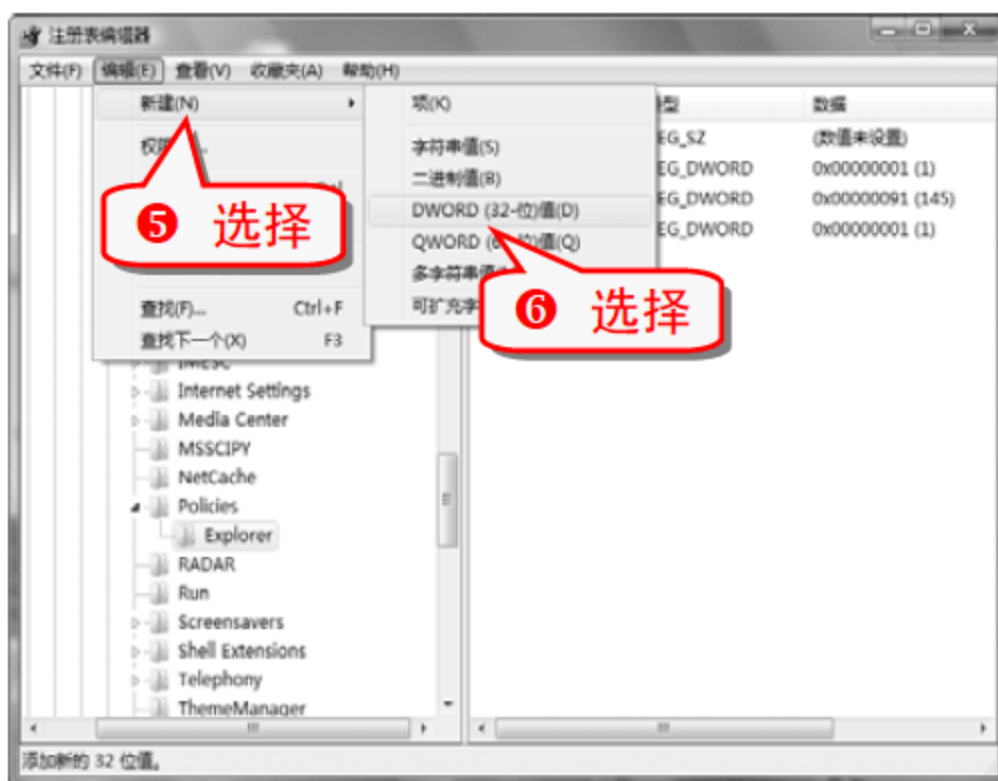 注册表编辑器
文件(F) 编辑(E) 查看(V) 收藏夹(A) 帮助(H)
新建(N)
❺ 选择
查找(F)... Ctrl+F
查找下一个(X) F3
项(K)
字符串值(S)
二进制值(B)
DWORD (32-位)值(D)
QWORD 值(Q)
多字符串值
可扩充字
❻ 选择
数据
EG_SZ (数值未设置)
EG_DWORD 0x00000001 (1)
EG_DWORD 0x00000091 (145)
EG_DWORD 0x00000001 (1)
IMESC
Internet Settings
Media Center
MSSCIPY
NetCache
Policies
Explorer
RADAR
Run
Screensavers
Shell Extensions
Telephony
ThemeManager
添加新的 32 位值。